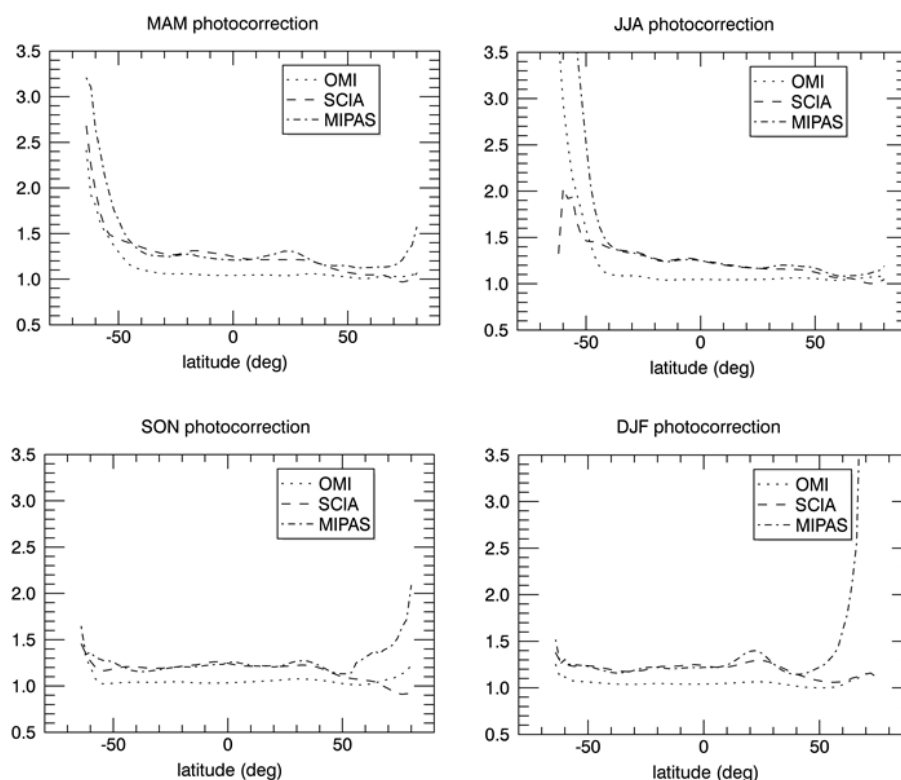 MAM photocorrection
3.5
3.0
2.5
2.0
1.5
1.0
0.5
OMI
SCIA
MIPAS
-50 0 50
latitude (deg)
JJA photocorrection
3.5
3.0
2.5
2.0
1.5
1.0
0.5
OMI
SCIA
MIPAS
-50 0 50
latitude (deg)
SON photocorrection
3.5
3.0
2.5
2.0
1.5
1.0
0.5
OMI
SCIA
MIPAS
-50 0 50
latitude (deg)
DJF photocorrection
3.5
3.0
2.5
2.0
1.5
1.0
0.5
OMI
SCIA
MIPAS
-50 0 50
latitude (deg)